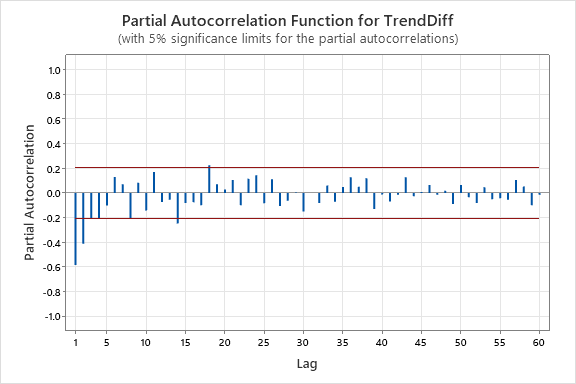 Partial Autocorrelation Function for TrendDiff
(with 5% significance limits for the partial autocorrelations)
Partial Autocorrelation
1.0
0.8
0.6
0.4
0.2
0.0
-0.2
-0.4
-0.6
-0.8
-1.0
1 5 10 15 20 25 30 35 40 45 50 55 60
Lag